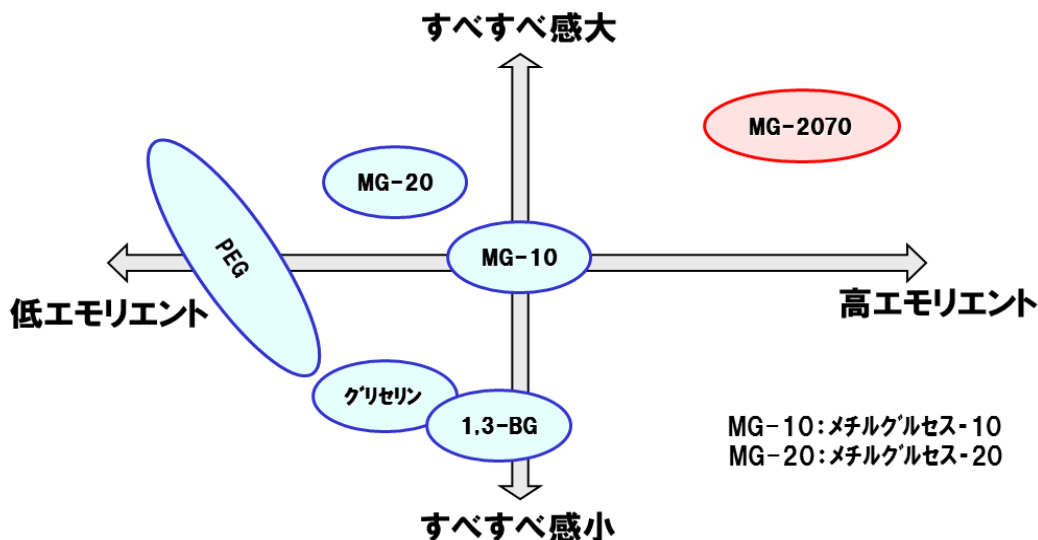 すべすべ感大
MG-2070
MG-20
PEG
MG-10
低エモリエント
高エモリエント
グリセリン
1,3-BG
MG-10:メチルグルセス-10
MG-20:メチルグルセス-20
すべすべ感小